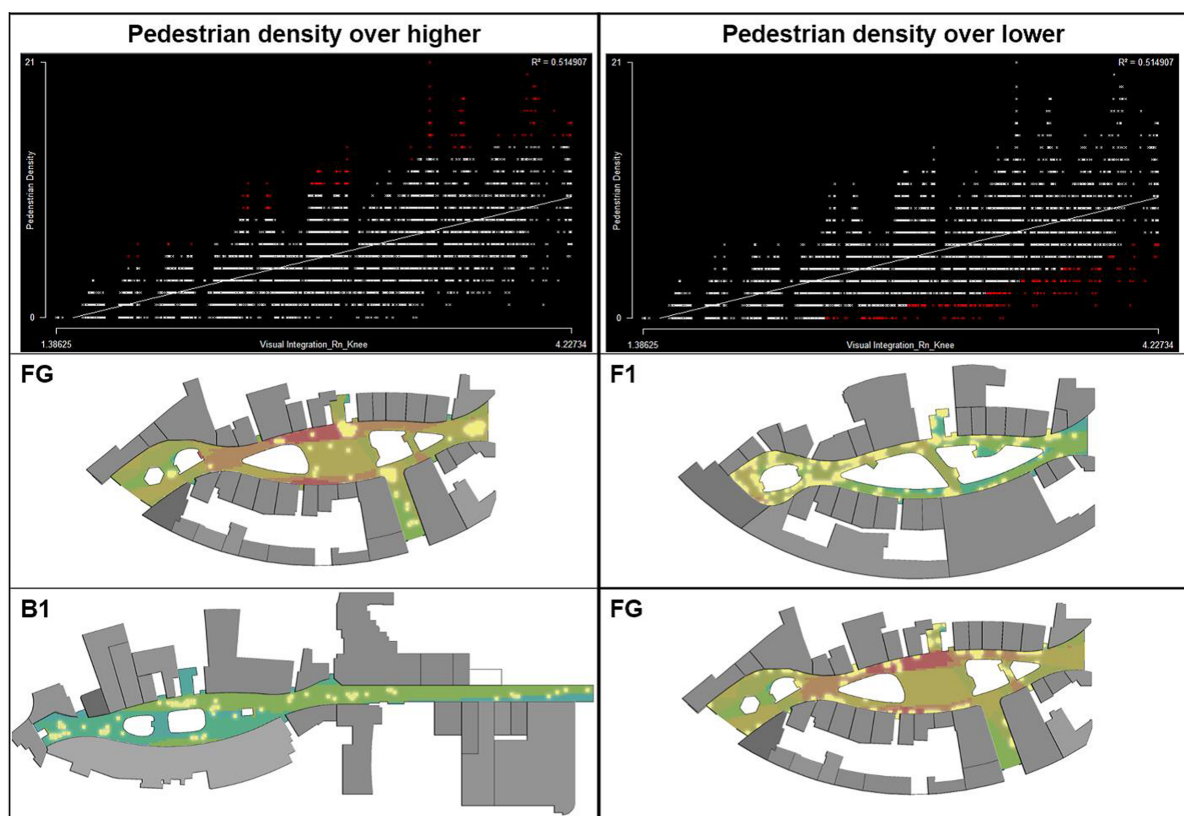 Pedestrian density over higher
Pedestrian density over lower
21
R² = 0.514907
Pedestrian Density
0
1.38625
Visual Integration_Rn_Knee
4.22734
21
R² = 0.514907
Pedestrian Density
0
1.38625
Visual Integration_Rn_Knee
4.22734
FG
F1
B1
FG